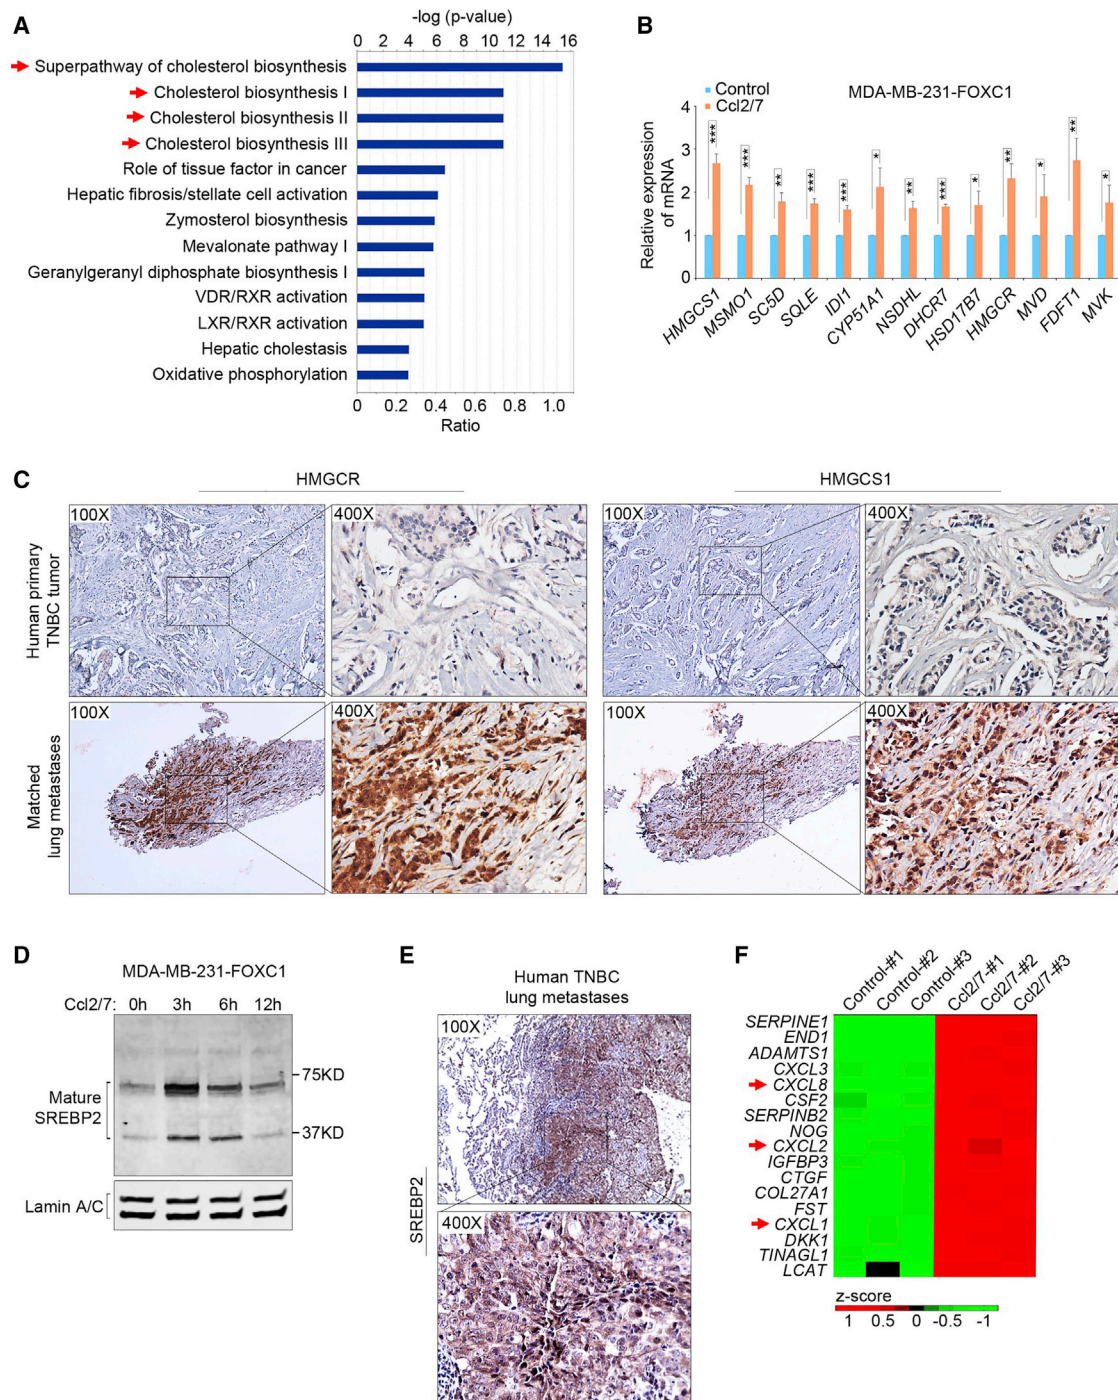 A
-log (p-value)
0 2 4 6 8 10 12 14 16
Superpathway of cholesterol biosynthesis
Cholesterol biosynthesis I
Cholesterol biosynthesis II
Cholesterol biosynthesis III
Role of tissue factor in cancer
Hepatic fibrosis/stellate cell activation
Zymosterol biosynthesis
Mevalonate pathway I
Geranylgeranyl diphosphate biosynthesis I
VDR/RXR activation
LXR/RXR activation
Hepatic cholestasis
Oxidative phosphorylation
0 0.2 0.4 0.6 0.8 1.0
Ratio
B
Control
Ccl2/7
MDA-MB-231-FOXC1
Relative expression
of mRNA
4
3
2
1
0
*** *** ** *** *** * ** *** * ** * ** *
HMGCS1 MSMO1 SC5D SQLE IDI1 CYP51A1 NSDHL DHCR7 HSD17B7 HMGCR MVD FDFT1 MVK
C
HMGCR
HMGCS1
Human primary
TNBC tumor
100X 400X 100X 400X
Matched
lung metastases
100X 400X 100X 400X
D
MDA-MB-231-FOXC1
Ccl2/7: 0h 3h 6h 12h
75KD
Mature
SREBP2
37KD
Lamin A/C
E
Human TNBC
lung metastases
100X
SREBP2
400X
F
Control-#1 Control-#2 Control-#3 Ccl2/7-#1 Ccl2/7-#2 Ccl2/7-#3
SERPINE1
END1
ADAMTS1
CXCL3
CXCL8
CSF2
SERPINB2
NOG
CXCL2
IGFBP3
CTGF
COL27A1
FST
CXCL1
DKK1
TINAGL1
LCAT
z-score
1 0.5 0 -0.5 -1